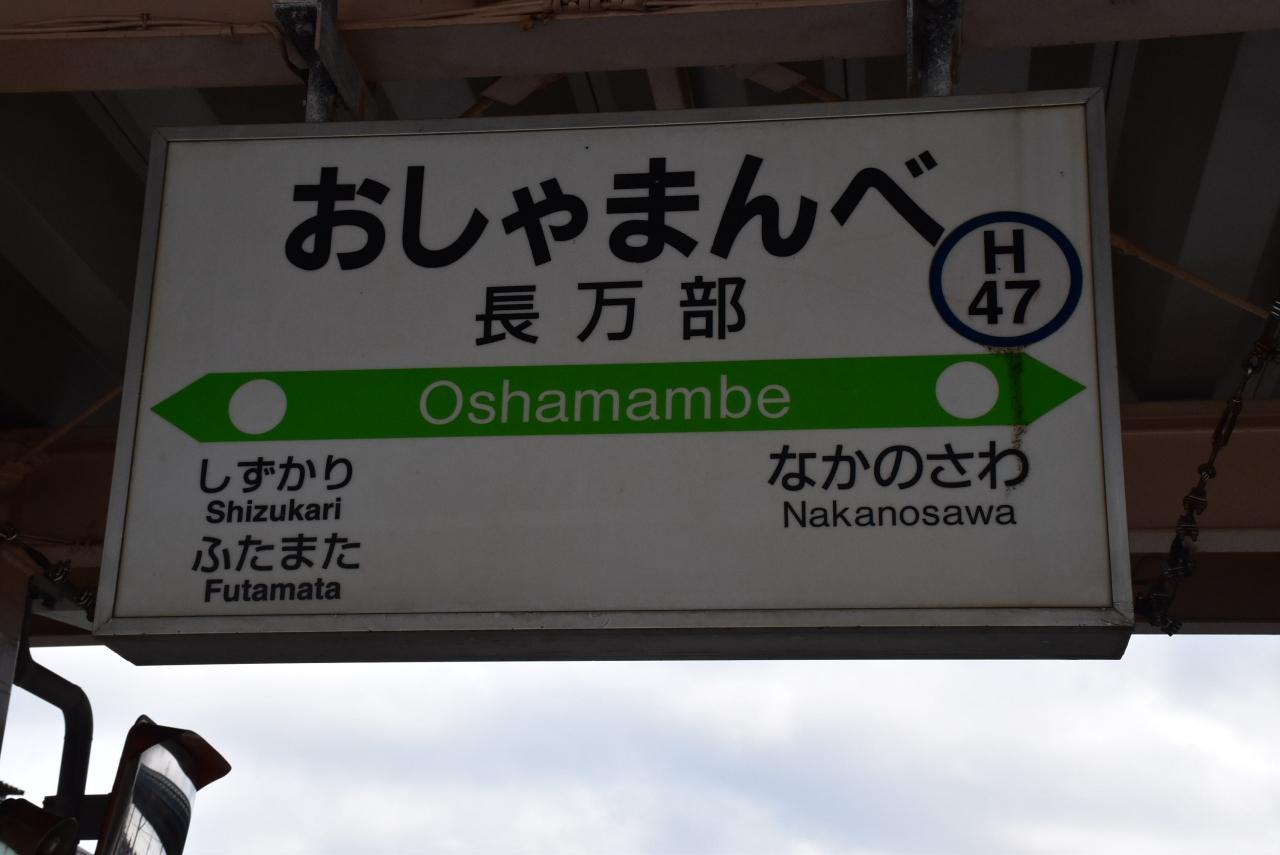 おしゃまんべ
H
47
長万部
Oshamambe
しずかり
Shizukari
ふたまた
Futamata
なかのさわ
Nakanosawa